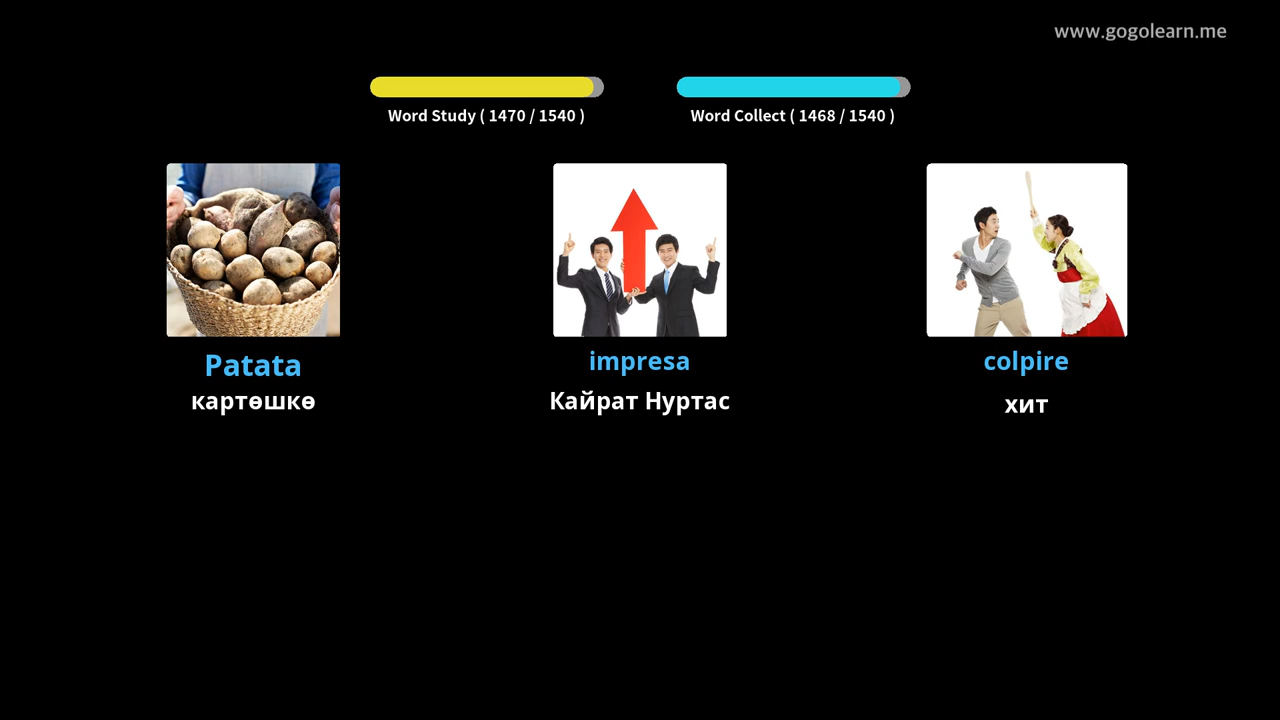 www.gogolearn.me
Word Study ( 1470 / 1540 )
Word Collect ( 1468 / 1540 )
Patata
картөшкө
impresa
Кайрат Нуртас
colpire
хит